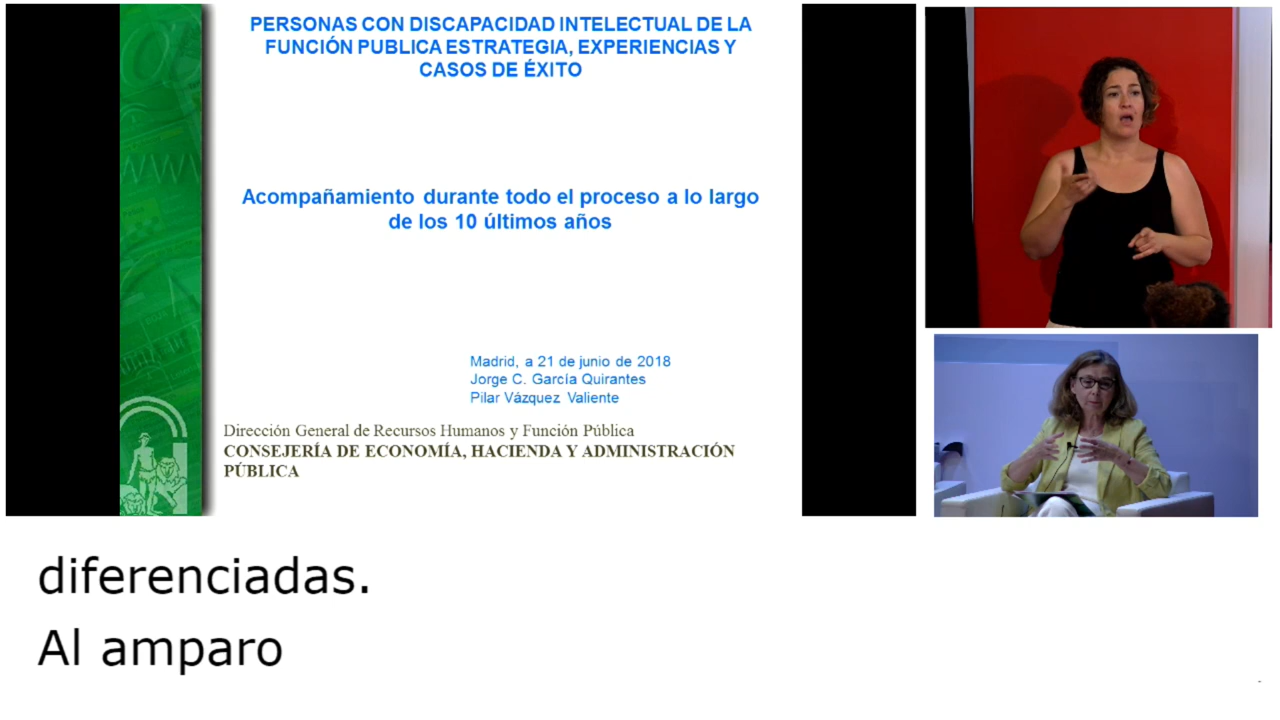 PERSONAS CON DISCAPACIDAD INTELECTUAL DE LA
FUNCIÓN PUBLICA ESTRATEGIA, EXPERIENCIAS Y
CASOS DE ÉXITO
Acompañamiento durante todo el proceso a lo largo
de los 10 últimos años
Madrid, a 21 de junio de 2018
Jorge C. García Quirantes
Pilar Vázquez Valiente
Dirección General de Recursos Humanos y Función Pública
CONSEJERÍA DE ECONOMÍA, HACIENDA Y ADMINISTRACIÓN
PÚBLICA
diferenciadas.
Al amparo